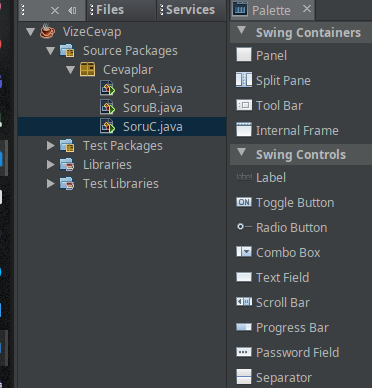 Files
Services
VizeCevap
Source Packages
Cevaplar
SoruA.java
SoruB.java
SoruC.java
Test Packages
Libraries
Test Libraries
Palette
Swing Containers
Panel
Split Pane
Tool Bar
Internal Frame
Swing Controls
label
Label
ON
Toggle Button
Radio Button
Combo Box
Text Field
Scroll Bar
Progress Bar
Password Field
Separator